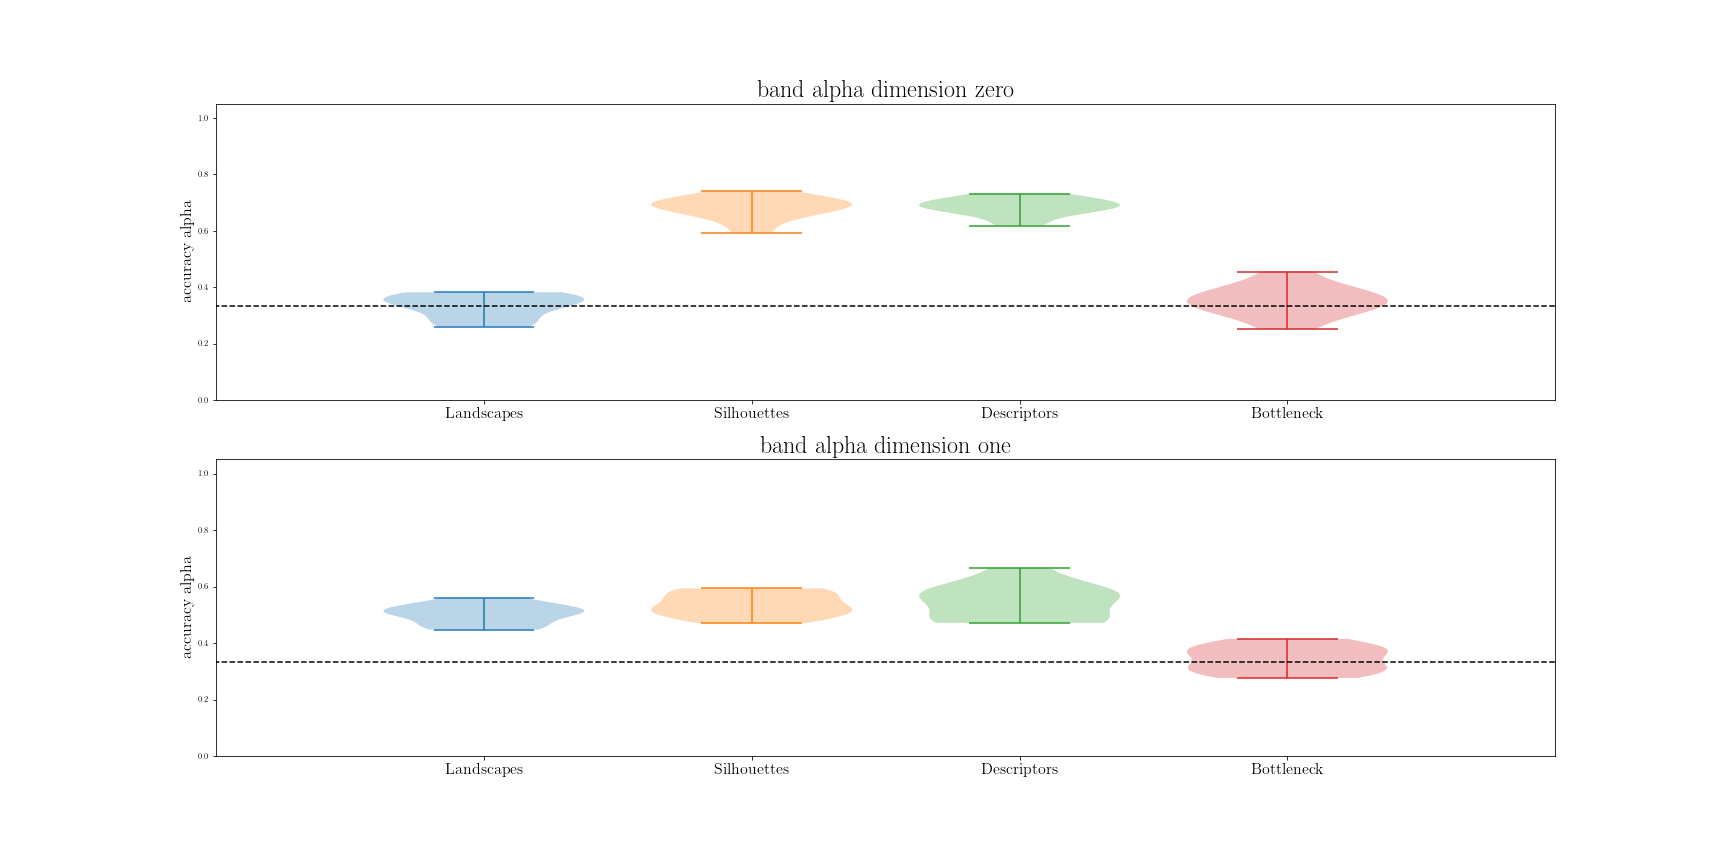 band alpha dimension zero
accuracy alpha
1.0
0.8
0.6
0.4
0.2
0.0
Landscapes Silhouettes Descriptors Bottleneck
band alpha dimension one
accuracy alpha
1.0
0.8
0.6
0.4
0.2
0.0
Landscapes Silhouettes Descriptors Bottleneck